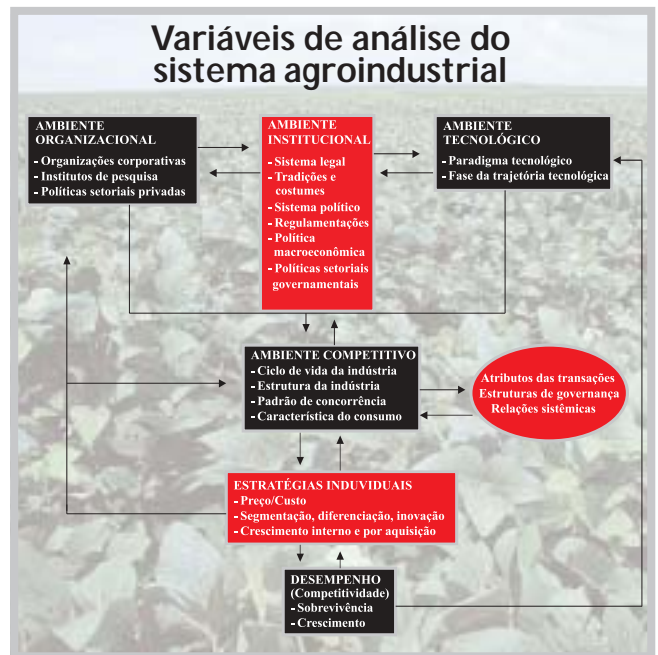 Variáveis de análise do
sistema agroindustrial
AMBIENTE
ORGANIZACIONAL
- Organizações corporativas
- Institutos de pesquisa
- Políticas setoriais privadas
AMBIENTE
INSTITUCIONAL
- Sistema legal
- Tradições e
costumes
- Sistema político
- Regulamentações
- Política
macroeconômica
- Políticas setoriais
governamentais
AMBIENTE
TECNOLÓGICO
- Paradigma tecnológico
- Fase da trajetória tecnológica
AMBIENTE COMPETITIVO
- Ciclo de vida da indústria
- Estrutura da indústria
- Padrão de concorrência
- Característica do consumo
Atributos das transações
Estruturas de governança
Relações sistêmicas
ESTRATÉGIAS INDUVIDUAIS
- Preço/Custo
- Segmentação, diferenciação, inovação
- Crescimento interno e por aquisição
DESEMPENHO
(Competitividade)
- Sobrevivência
- Crescimento